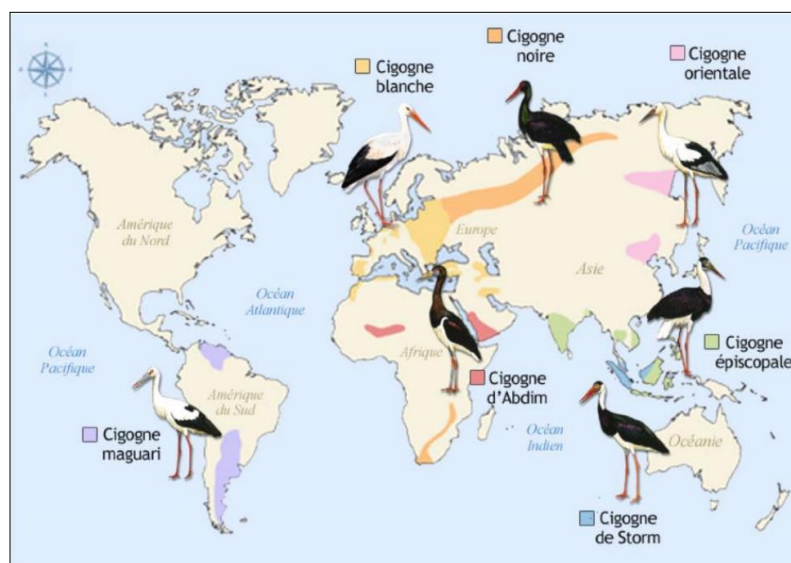 Cigogne
noire
Cigogne
blanche
Cigogne
orientale
Amérique
du Nord
Europe
Océan
Pacifique
Asie
Océan
Atlantique
Océan
Pacifique
Afrique
Cigogne
épiscopale
Cigogne
d'Abdim
Amérique
du Sud
Cigogne
maguari
Océan
Indien
Océanie
Cigogne
de Storm